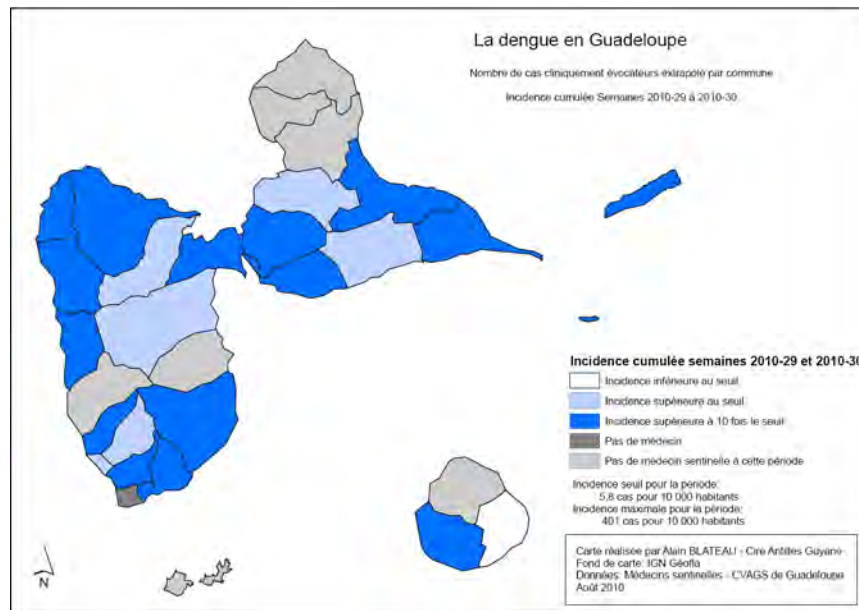 La dengue en Guadeloupe
Nombre de cas cliniquement évocateurs extrapolé par commune
Incidence cumulée Semaines 2010-29 à 2010-30
Incidence cumulée semaines 2010-29 et 2010-30
Incidence inférieure au seuil
Incidence supérieure au seuil
Incidence supérieure à 10 fois le seuil
Pas de médecin
Pas de médecin sentinelle à cette période
Incidence seuil pour la période:
5,8 cas pour 10 000 habitants
Incidence maximale pour la période:
401 cas pour 10 000 habitants
Carte réalisée par Alain BLATEAU - Cire Antilles Guyane
Fond de carte: IGN Géofla
Données: Médecins sentinelles - CVAGS de Guadeloupe
Août 2010
N